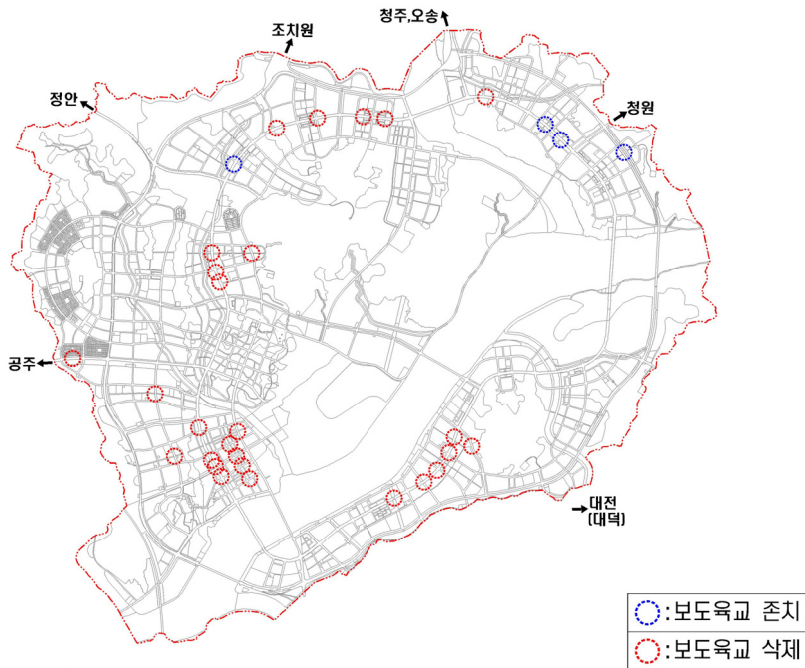 청주,오송
조치원
정안
청원
공주
대전
(대덕)
:보도육교 존치
:보도육교 삭제